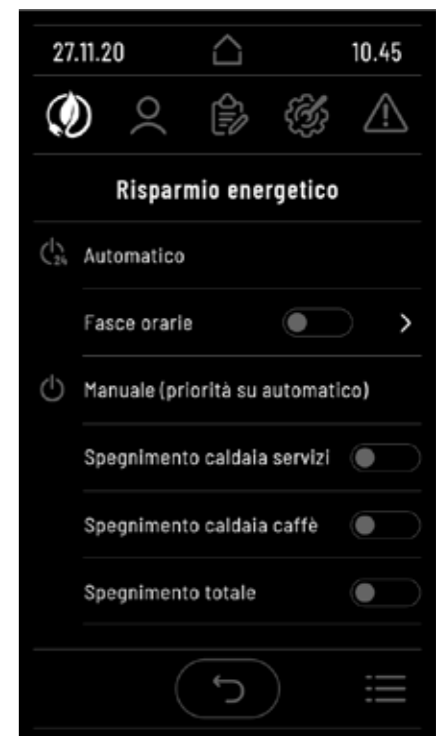 27.11.20 10.45
Risparmio energetico
24 Automatico
Fasce orarie
Manuale (priorità su automatico)
Spegnimento caldaia servizi
Spegnimento caldaia caffè
Spegnimento totale